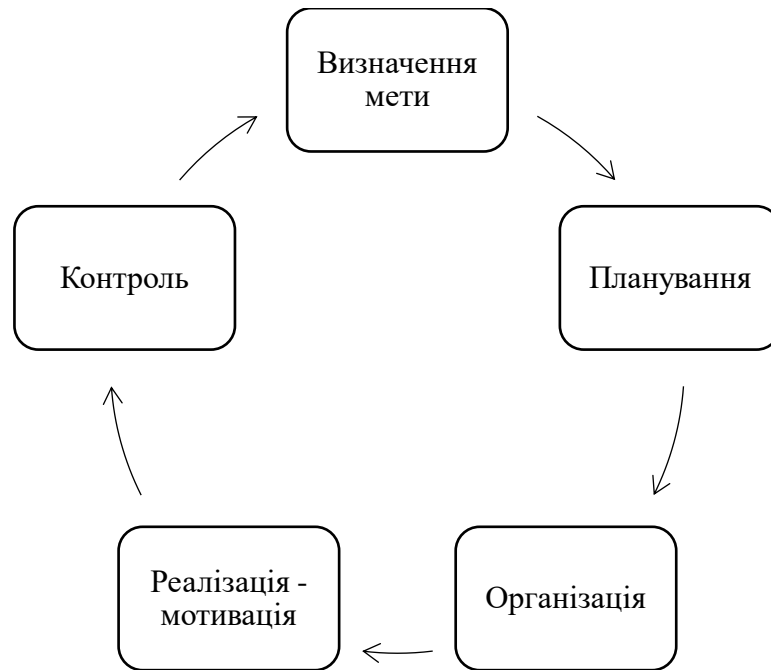 Визначення
мети
Планування
Організація
Реалізація -
мотивація
Контроль